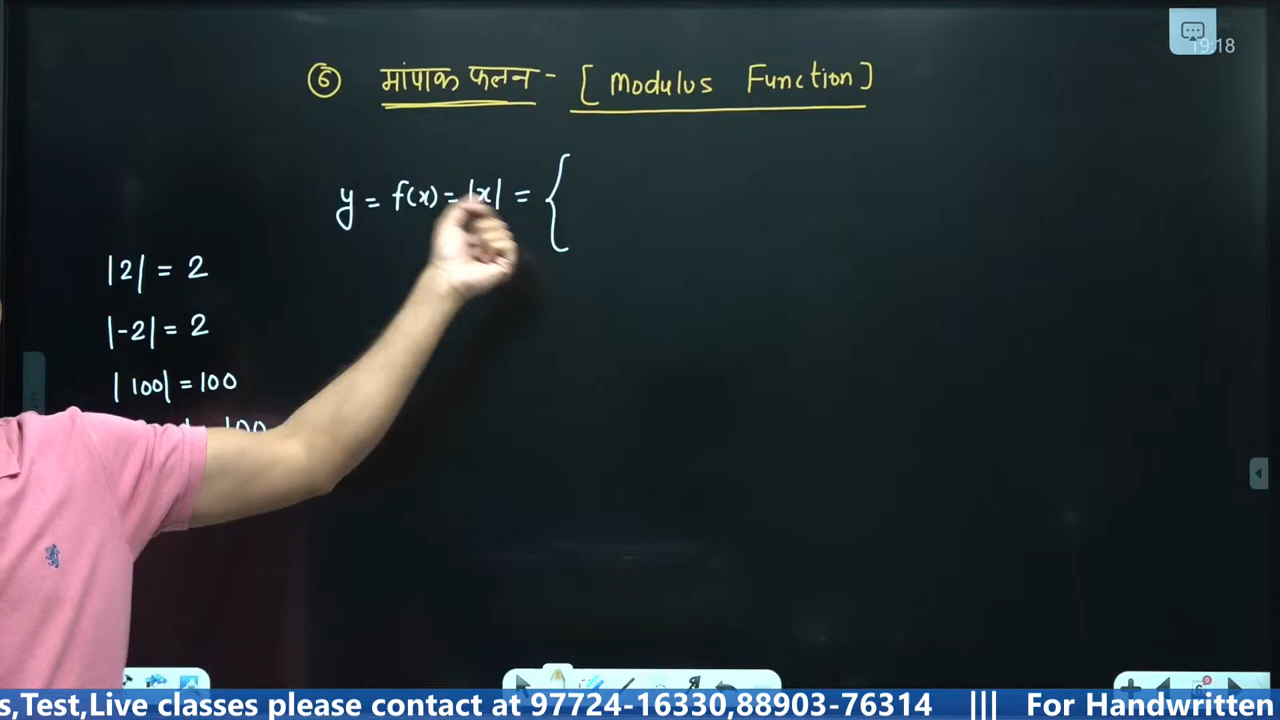 19:18
6 मांपाक फलन - [ Modulus Function ]
y = f(x) = |x| = {
|2| = 2
|-2| = 2
|100| = 100
100
s,Test,Live classes please contact at 97724-16330,88903-76314 ||| For Handwritten